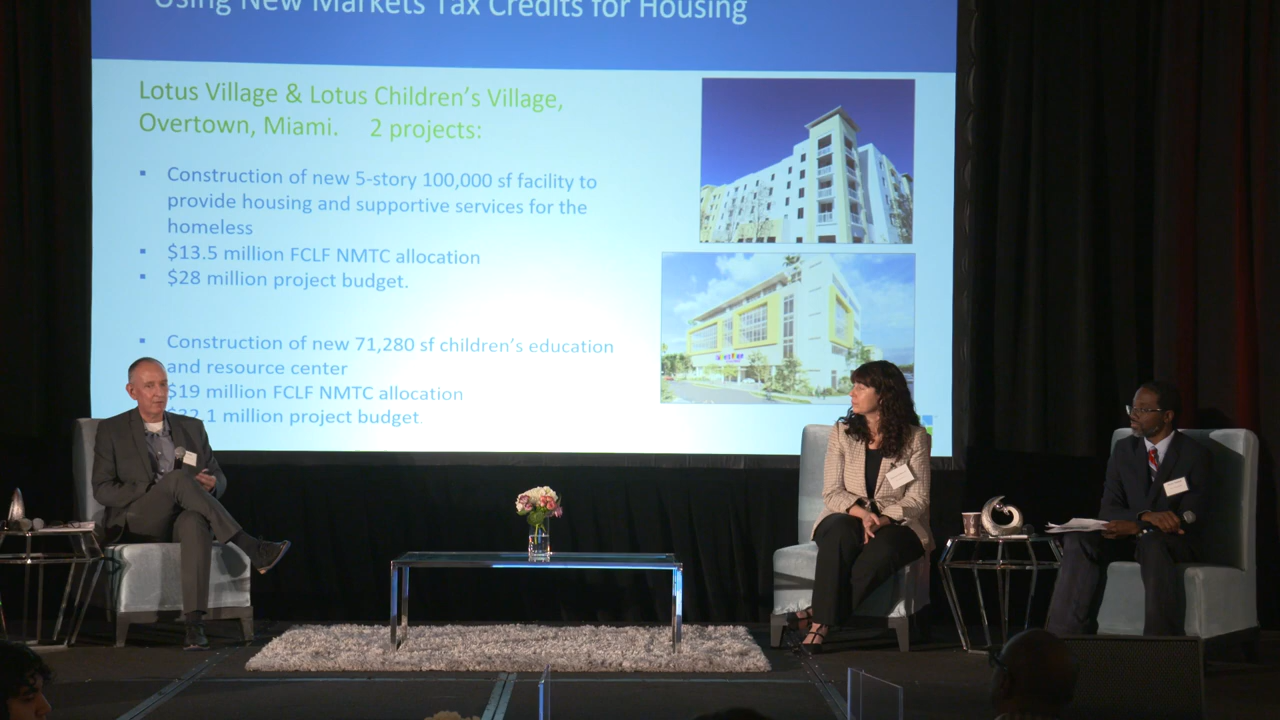 Using New Markets Tax Credits for Housing
Lotus Village & Lotus Children's Village,
Overtown, Miami. 2 projects:
▪ Construction of new 5-story 100,000 sf facility to
provide housing and supportive services for the
homeless
▪ $13.5 million FCLF NMTC allocation
▪ $28 million project budget.
▪ Construction of new 71,280 sf children's education
and resource center
$19 million FCLF NMTC allocation
.1 million project budget.